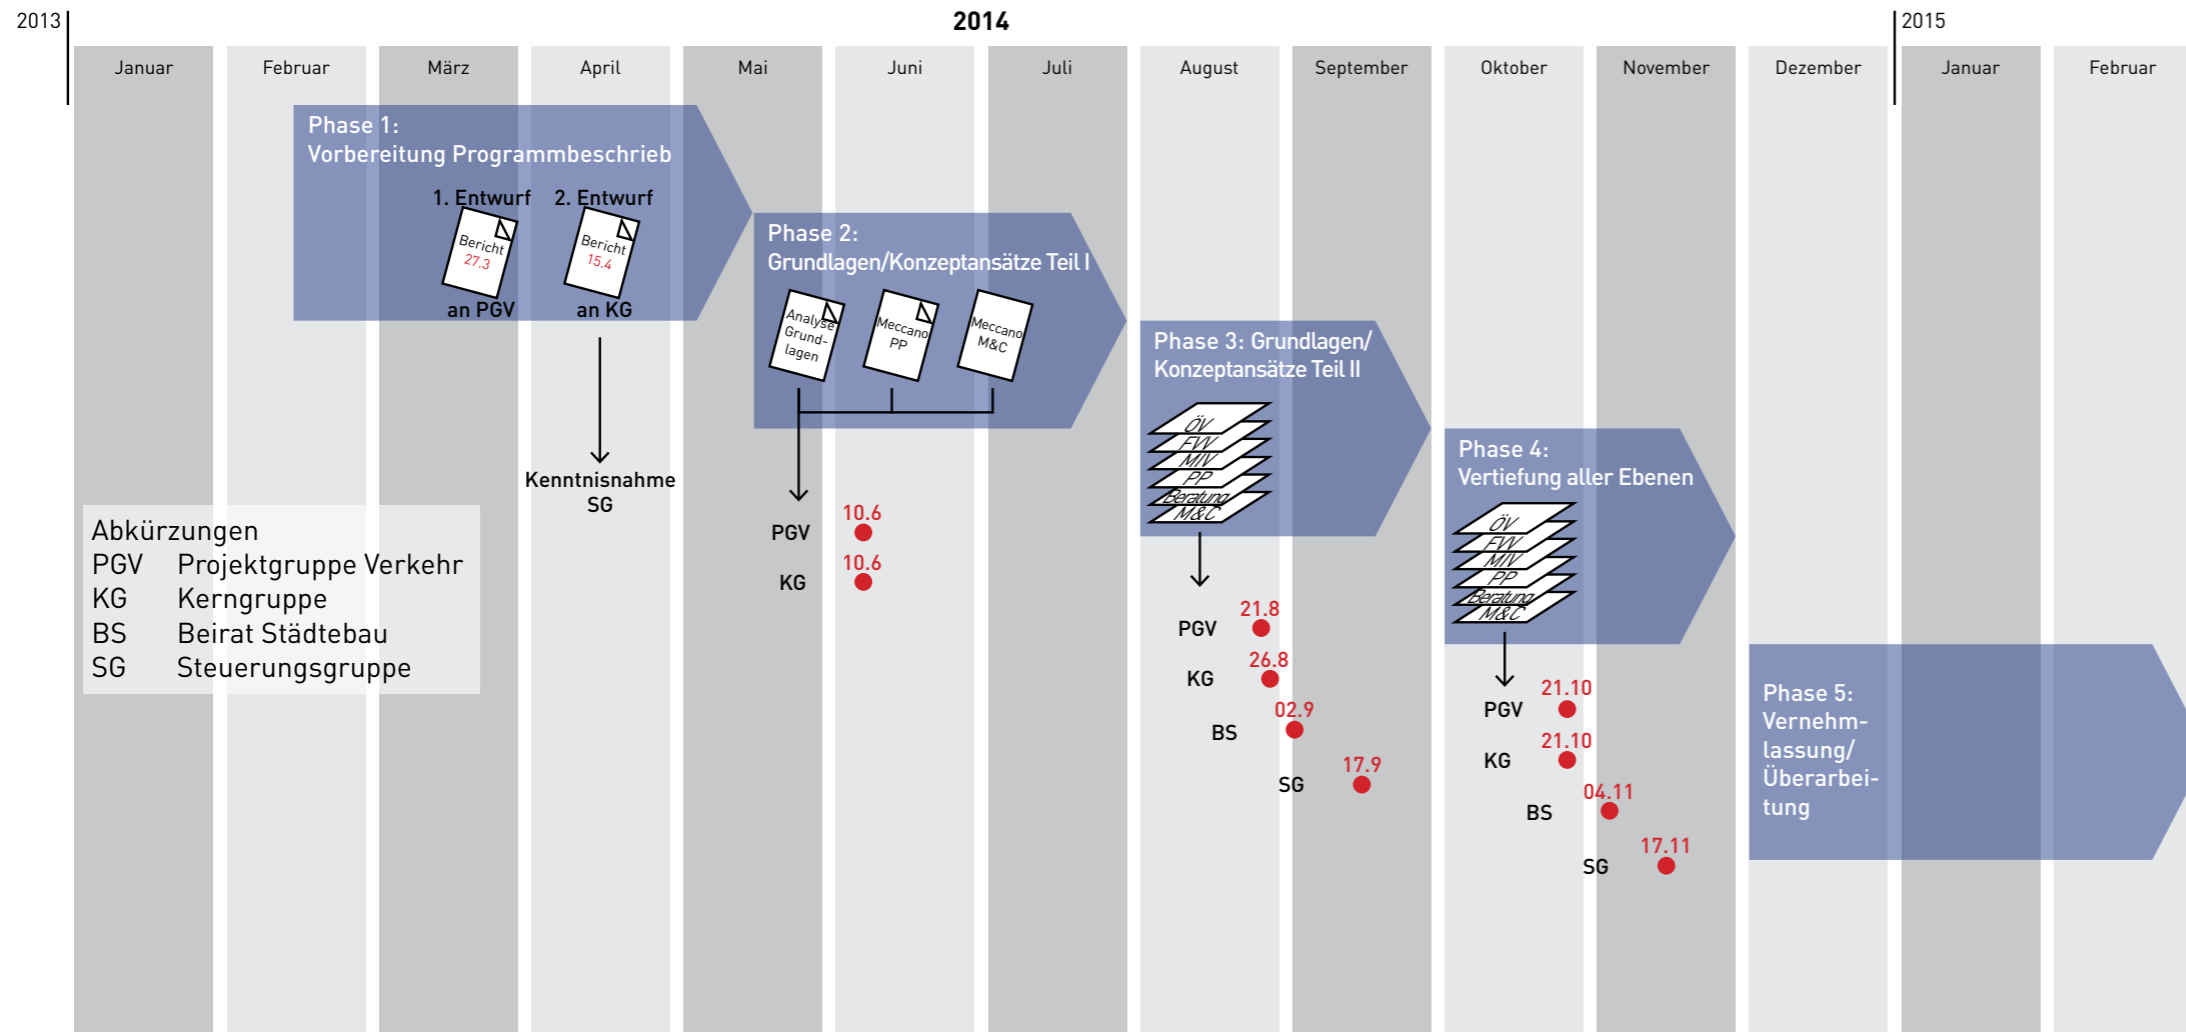 2013
2014
2015
Januar
Februar
März
April
Mai
Juni
Juli
August
September
Oktober
November
Dezember
Januar
Februar
Phase 1:
Vorbereitung Programmbeschrieb
1. Entwurf
Bericht
27.3
an PGV
2. Entwurf
Bericht
15.4
an KG
Kenntnisnahme
SG
Phase 2:
Grundlagen/Konzeptansätze Teil I
Analyse
Grund-
lagen
Meccano
PP
Meccano
M&C
PGV
10.6
KG
10.6
Phase 3: Grundlagen/
Konzeptansätze Teil II
ÖV
FVV
MIV
PP
Beratung
M&C
PGV
21.8
KG
26.8
BS
02.9
SG
17.9
Phase 4:
Vertiefung aller Ebenen
ÖV
FVV
MIV
PP
Beratung
M&C
PGV
21.10
KG
21.10
BS
04.11
SG
17.11
Phase 5:
Vernehm-
lassung/
Überarbei-
tung
Abkürzungen
PGV Projektgruppe Verkehr
KG Kerngruppe
BS Beirat Städtebau
SG Steuerungsgruppe